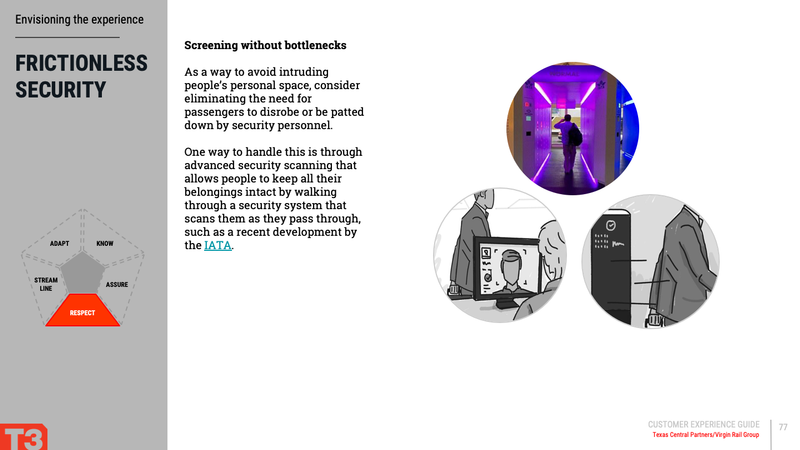 Envisioning the experience
FRICTIONLESS
SECURITY
Screening without bottlenecks
As a way to avoid intruding
people's personal space, consider
eliminating the need for
passengers to disrobe or be patted
down by security personnel.
One way to handle this is through
advanced security scanning that
allows people to keep all their
belongings intact by walking
through a security system that
scans them as they pass through,
such as a recent development by
the IATA.
ADAPT
KNOW
STREAM
LINE
ASSURE
RESPECT
T3
CUSTOMER EXPERIENCE GUIDE
Texas Central Partners/Virgin Rail Group
77